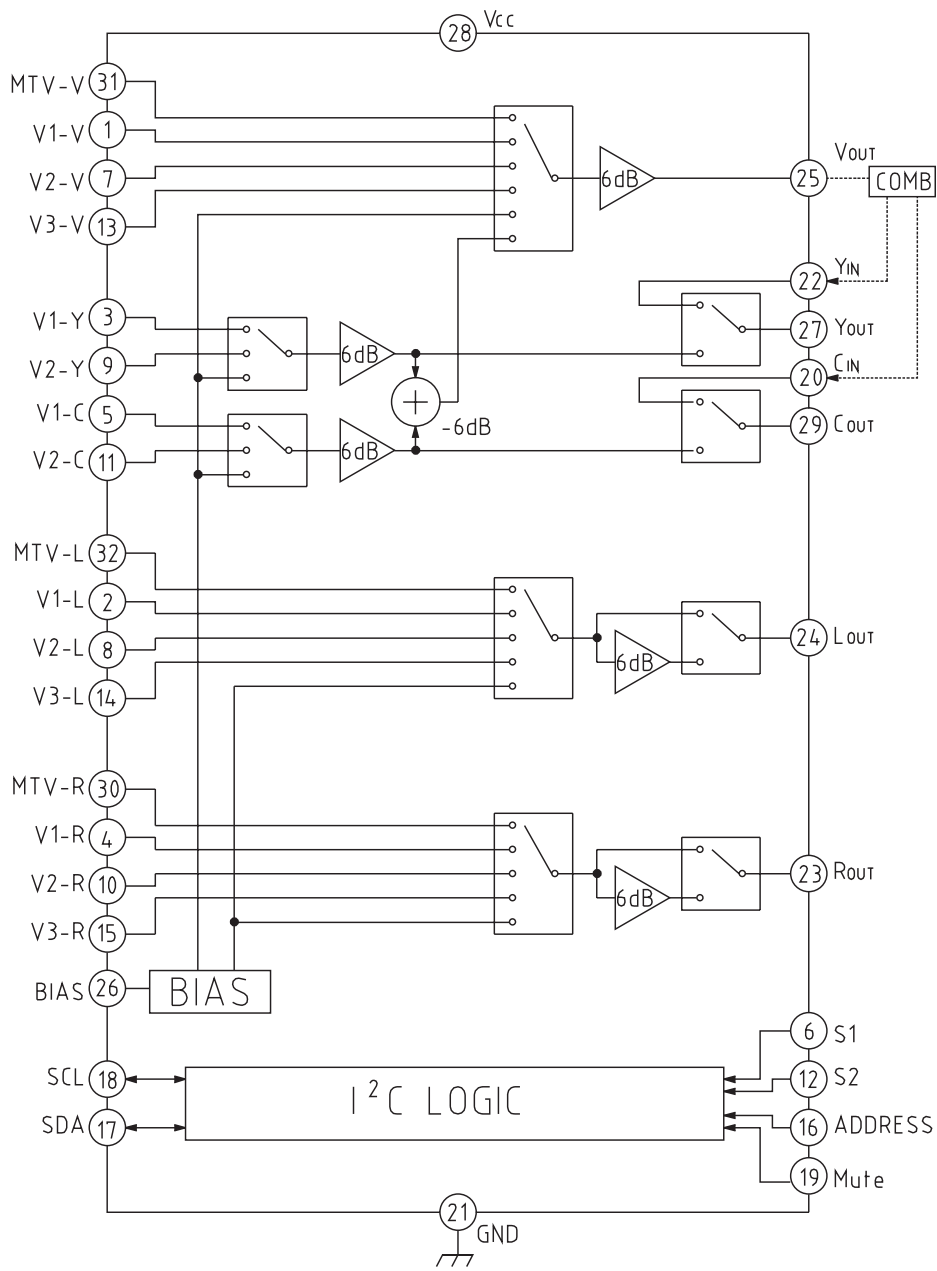 28 Vcc
MTV-V 31
V1-V 1
V2-V 7
V3-V 13
6dB
25 VOUT
COMB
22 YIN
27 YOUT
20 CIN
29 COUT
V1-Y 3
V2-Y 9
V1-C 5
V2-C 11
6dB
+
-6dB
6dB
MTV-L 32
V1-L 2
V2-L 8
V3-L 14
6dB
24 LOUT
MTV-R 30
V1-R 4
V2-R 10
V3-R 15
6dB
23 ROUT
BIAS 26 BIAS
SCL 18
SDA 17
I²C LOGIC
6 S1
12 S2
16 ADDRESS
19 Mute
21 GND